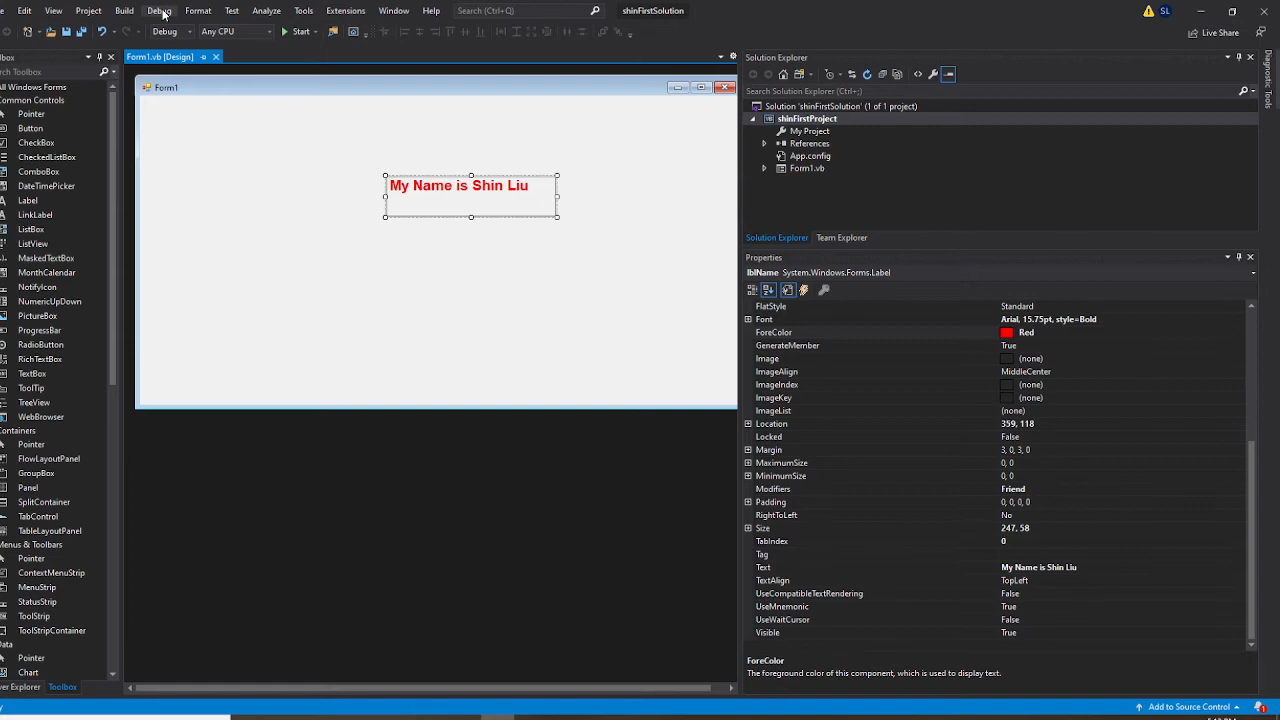 Edit View Project Build Debug Format Test Analyze Tools Extensions Window Help Search (Ctrl+Q) shinFirstSolution SL
Debug Any CPU Start Live Share
Form1.vb [Design]
Form1
My Name is Shin Liu
All Windows Forms
Common Controls
Pointer
Button
CheckBox
CheckedListBox
ComboBox
DateTimePicker
Label
LinkLabel
ListBox
ListView
MaskedTextBox
MonthCalendar
NotifyIcon
NumericUpDown
PictureBox
ProgressBar
RadioButton
RichTextBox
TextBox
ToolTip
TreeView
WebBrowser
Containers
Pointer
FlowLayoutPanel
GroupBox
Panel
SplitContainer
TabControl
TableLayoutPanel
Menus & Toolbars
Pointer
ContextMenuStrip
MenuStrip
StatusStrip
ToolStrip
ToolStripContainer
Data
Pointer
Chart
Toolbox
Solution Explorer
Search Solution Explorer (Ctrl+;)
Solution 'shinFirstSolution' (1 of 1 project)
shinFirstProject
My Project
References
App.config
Form1.vb
Solution Explorer Team Explorer
Properties
lblName System.Windows.Forms.Label
FlatStyle Standard
Font Arial, 15.75pt, style=Bold
ForeColor Red
GenerateMember True
Image (none)
ImageAlign MiddleCenter
ImageIndex (none)
ImageKey (none)
ImageList (none)
Location 359, 118
Locked False
Margin 3, 0, 3, 0
MaximumSize 0, 0
MinimumSize 0, 0
Modifiers Friend
Padding 0, 0, 0, 0
RightToLeft No
Size 247, 58
TabIndex 0
Tag
Text My Name is Shin Liu
TextAlign TopLeft
UseCompatibleTextRendering False
UseMnemonic True
UseWaitCursor False
Visible True
ForeColor
The foreground color of this component, which is used to display text.
Diagnostic Tools
Add to Source Control 1